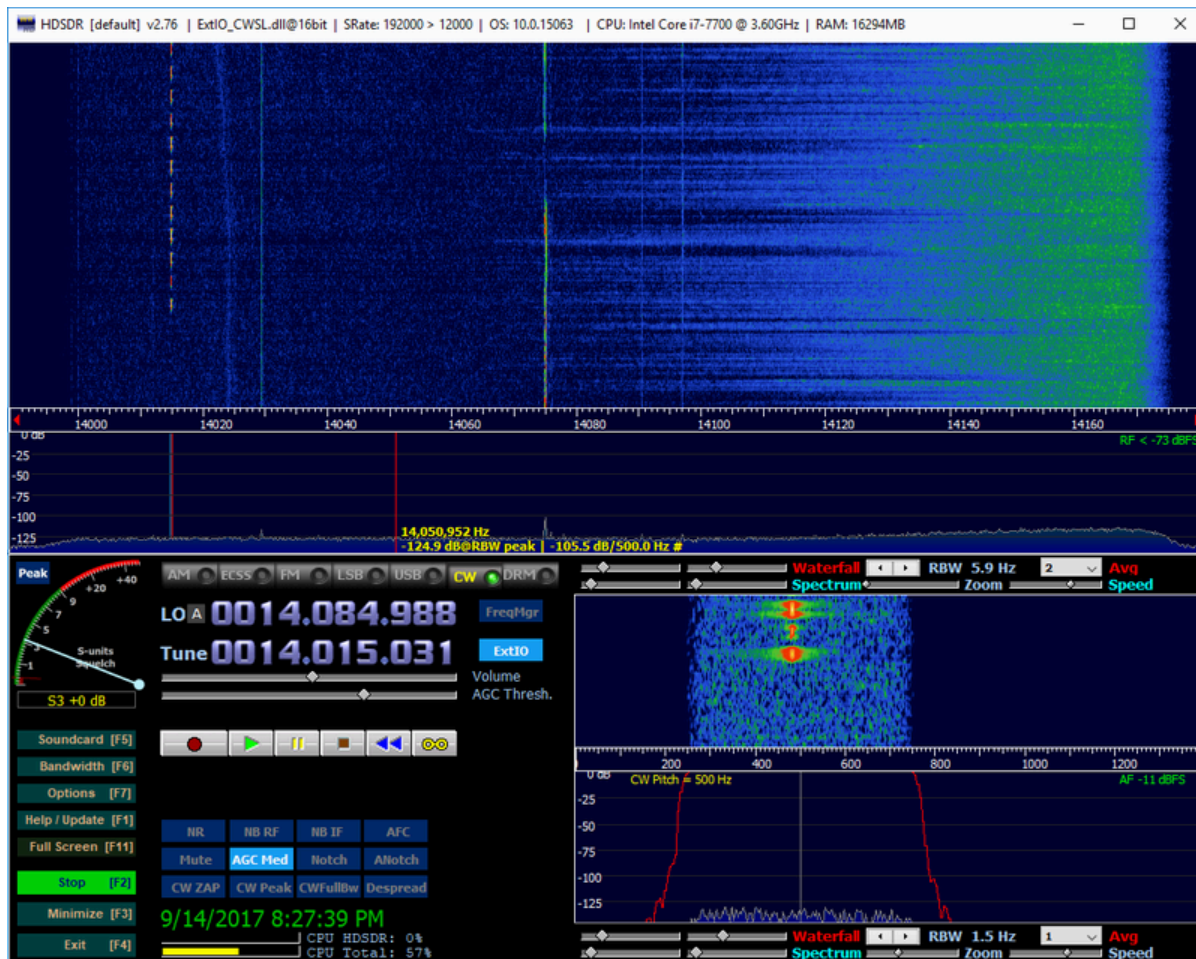 HDSDR [default] v2.76 | ExtIO_CWSL.dll@16bit | SRate: 192000 > 12000 | OS: 10.0.15063 | CPU: Intel Core i7-7700 @ 3.60GHz | RAM: 16294MB
14000 14020 14040 14060 14080 14100 14120 14140 14160
0 dB
RF < -73 dBFS
-25
-50
-75
-100
-125
14,050,952 Hz
-124.9 dB@RBW peak | -105.5 dB/500.0 Hz #
Peak
1 3 5 7 9 +20 +40
S-units
Squelch
S3 +0 dB
AM ECSS FM LSB USB CW DRM
LO A 0014.084.988 FreqMgr
Tune 0014.015.031 ExtIO
Volume
AGC Thresh.
Soundcard [F5]
Bandwidth [F6]
Options [F7]
Help / Update [F1]
Full Screen [F11]
Stop [F2]
Minimize [F3]
Exit [F4]
NR NB RF NB IF AFC
Mute AGC Med Notch ANotch
CW ZAP CW Peak CWFullBw Despread
9/14/2017 8:27:39 PM
CPU HDSDR: 0%
CPU Total: 57%
Waterfall RBW 5.9 Hz 2 Avg
Spectrum Zoom Speed
200 400 600 800 1000 1200
0 dB
CW Pitch = 500 Hz
AF -11 dBFS
-25
-50
-75
-100
-125
Waterfall RBW 1.5 Hz 1 Avg
Spectrum Zoom Speed